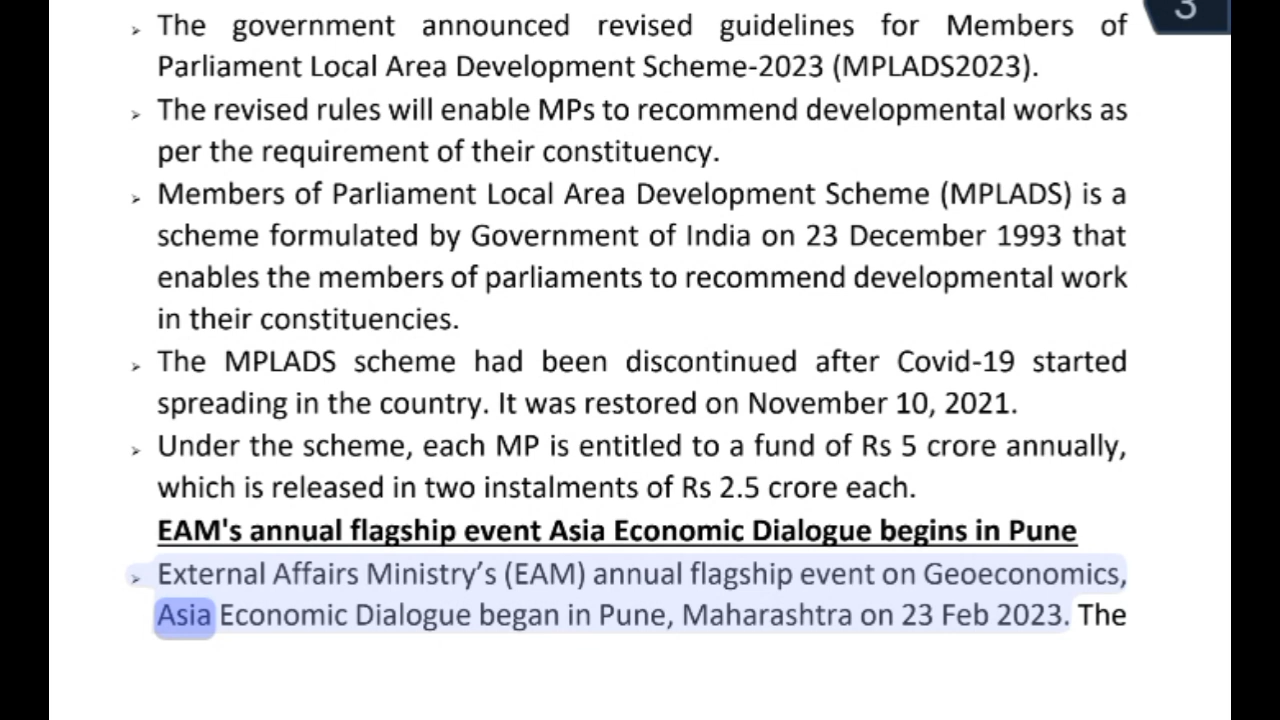 3
➢ The government announced revised guidelines for Members of
Parliament Local Area Development Scheme-2023 (MPLADS2023).
➢ The revised rules will enable MPs to recommend developmental works as
per the requirement of their constituency.
➢ Members of Parliament Local Area Development Scheme (MPLADS) is a
scheme formulated by Government of India on 23 December 1993 that
enables the members of parliaments to recommend developmental work
in their constituencies.
➢ The MPLADS scheme had been discontinued after Covid-19 started
spreading in the country. It was restored on November 10, 2021.
➢ Under the scheme, each MP is entitled to a fund of Rs 5 crore annually,
which is released in two instalments of Rs 2.5 crore each.
EAM's annual flagship event Asia Economic Dialogue begins in Pune
➢ External Affairs Ministry’s (EAM) annual flagship event on Geoeconomics,
Asia Economic Dialogue began in Pune, Maharashtra on 23 Feb 2023. The